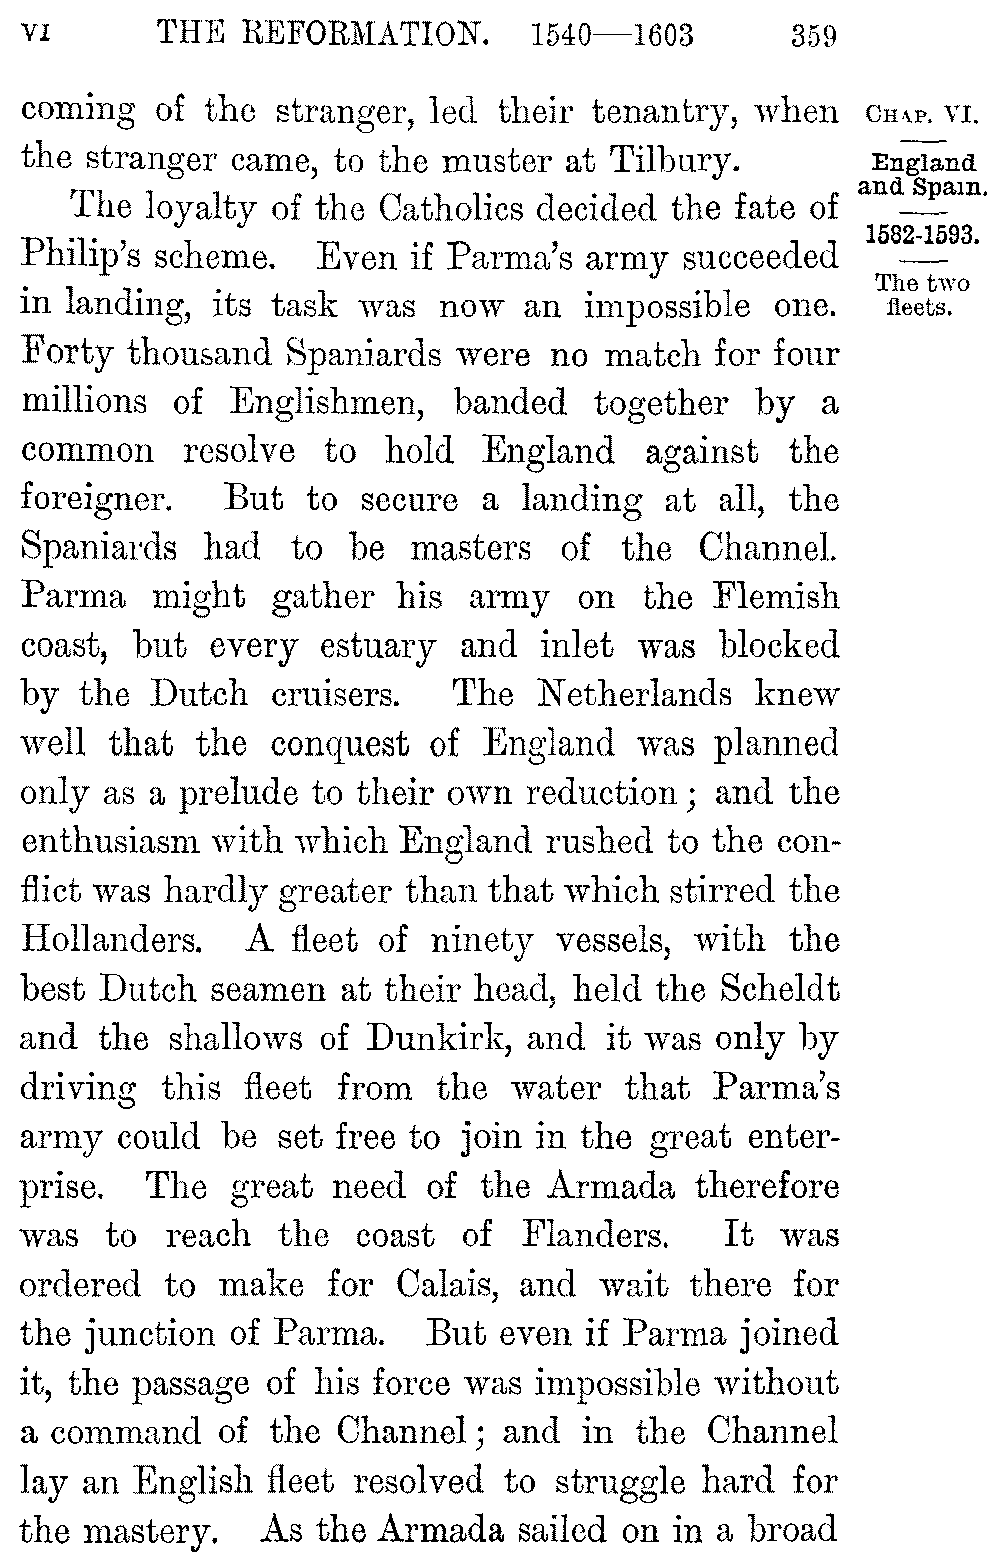 VI THE REFORMATION. 1540—1603 359
coming of the stranger, led their tenantry, when
the stranger came, to the muster at Tilbury.
The loyalty of the Catholics decided the fate of
Philip's scheme. Even if Parma's army succeeded
in landing, its task was now an impossible one.
Forty thousand Spaniards were no match for four
millions of Englishmen, banded together by a
common resolve to hold England against the
foreigner. But to secure a landing at all, the
Spaniards had to be masters of the Channel.
Parma might gather his army on the Flemish
coast, but every estuary and inlet was blocked
by the Dutch cruisers. The Netherlands knew
well that the conquest of England was planned
only as a prelude to their own reduction; and the
enthusiasm with which England rushed to the con-
flict was hardly greater than that which stirred the
Hollanders. A fleet of ninety vessels, with the
best Dutch seamen at their head, held the Scheldt
and the shallows of Dunkirk, and it was only by
driving this fleet from the water that Parma's
army could be set free to join in the great enter-
prise. The great need of the Armada therefore
was to reach the coast of Flanders. It was
ordered to make for Calais, and wait there for
the junction of Parma. But even if Parma joined
it, the passage of his force was impossible without
a command of the Channel; and in the Channel
lay an English fleet resolved to struggle hard for
the mastery. As the Armada sailed on in a broad
CHAP. VI.
England
and Spain.
1582-1593.
The two
fleets.